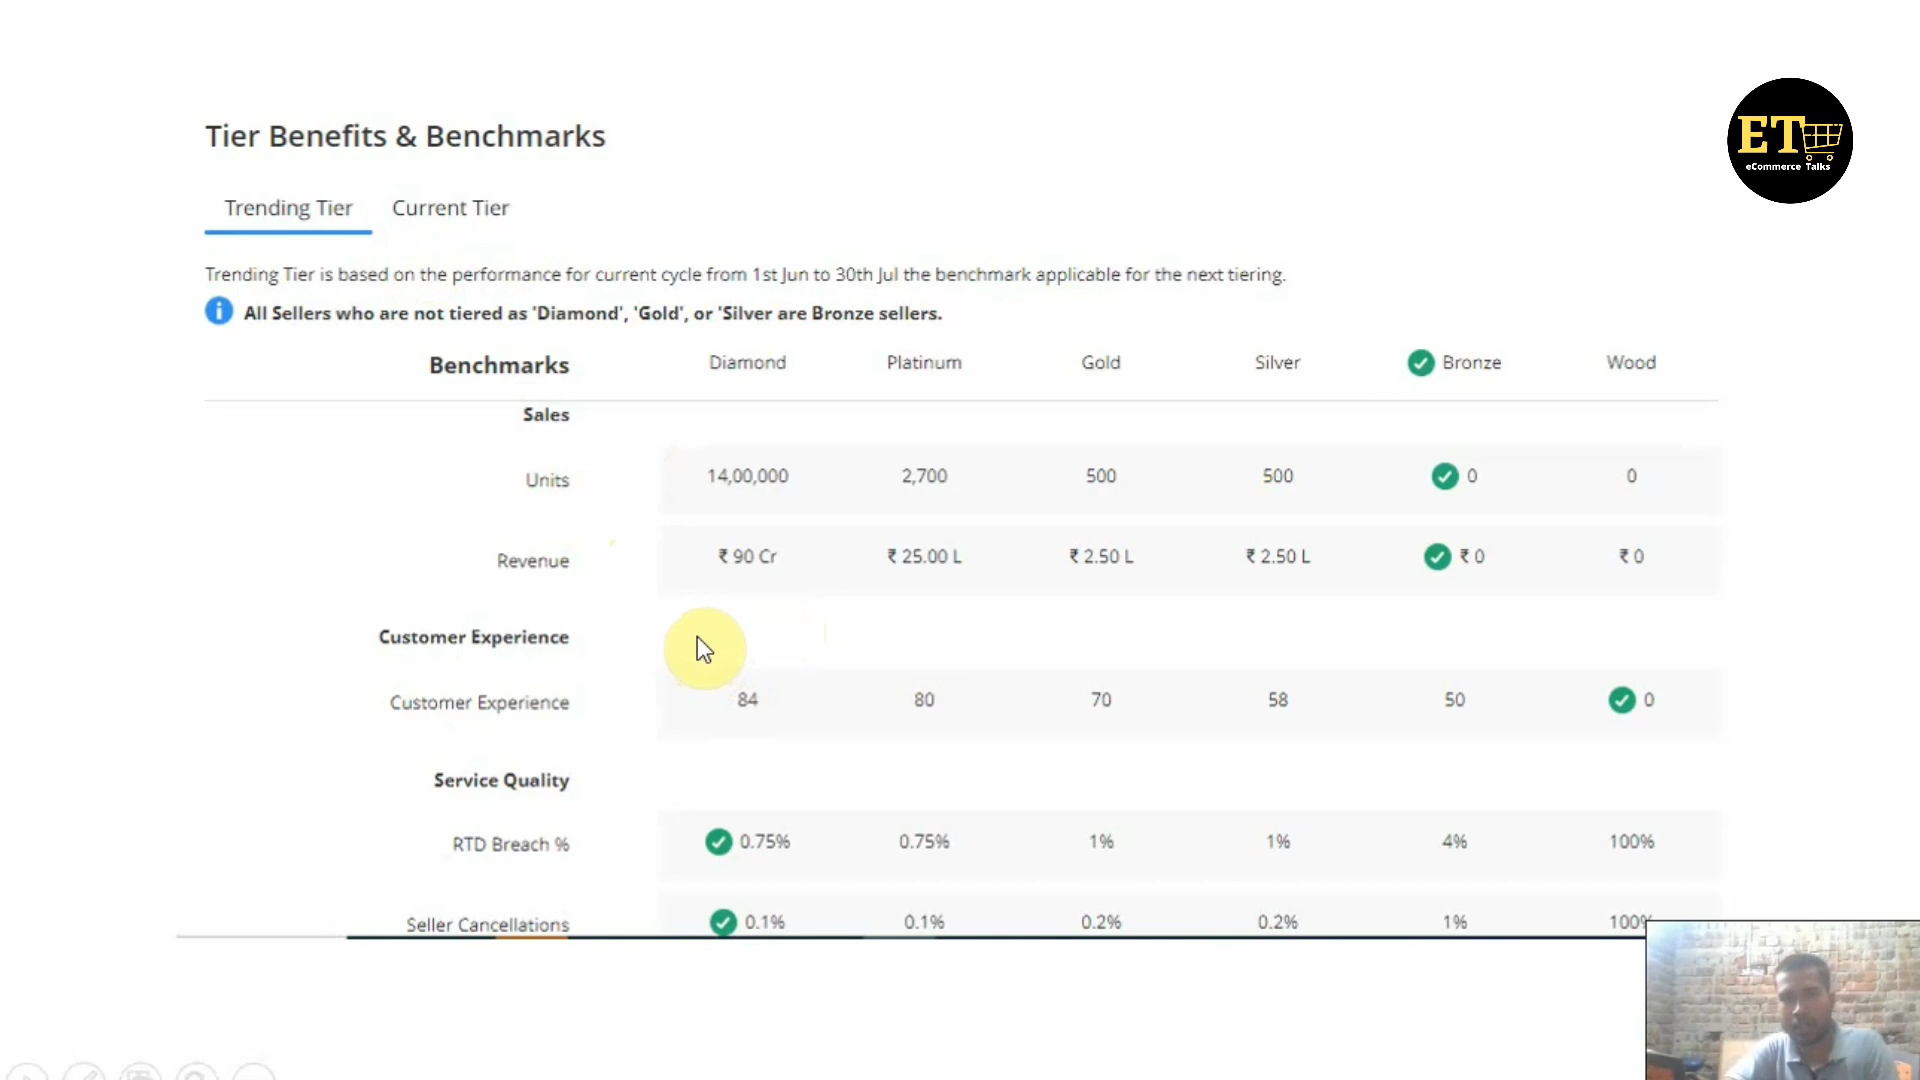 ET
eCommerce Talks
Tier Benefits & Benchmarks
Trending Tier Current Tier
Trending Tier is based on the performance for current cycle from 1st Jun to 30th Jul the benchmark applicable for the next tiering.
All Sellers who are not tiered as 'Diamond', 'Gold', or 'Silver are Bronze sellers.
Benchmarks Diamond Platinum Gold Silver Bronze Wood
Sales
Units 14,00,000 2,700 500 500 0 0
Revenue ₹ 90 Cr ₹ 25.00 L ₹ 2.50 L ₹ 2.50 L ₹ 0 ₹ 0
Customer Experience
Customer Experience 84 80 70 58 50 0
Service Quality
RTD Breach % 0.75% 0.75% 1% 1% 4% 100%
Seller Cancellations 0.1% 0.1% 0.2% 0.2% 1% 100%